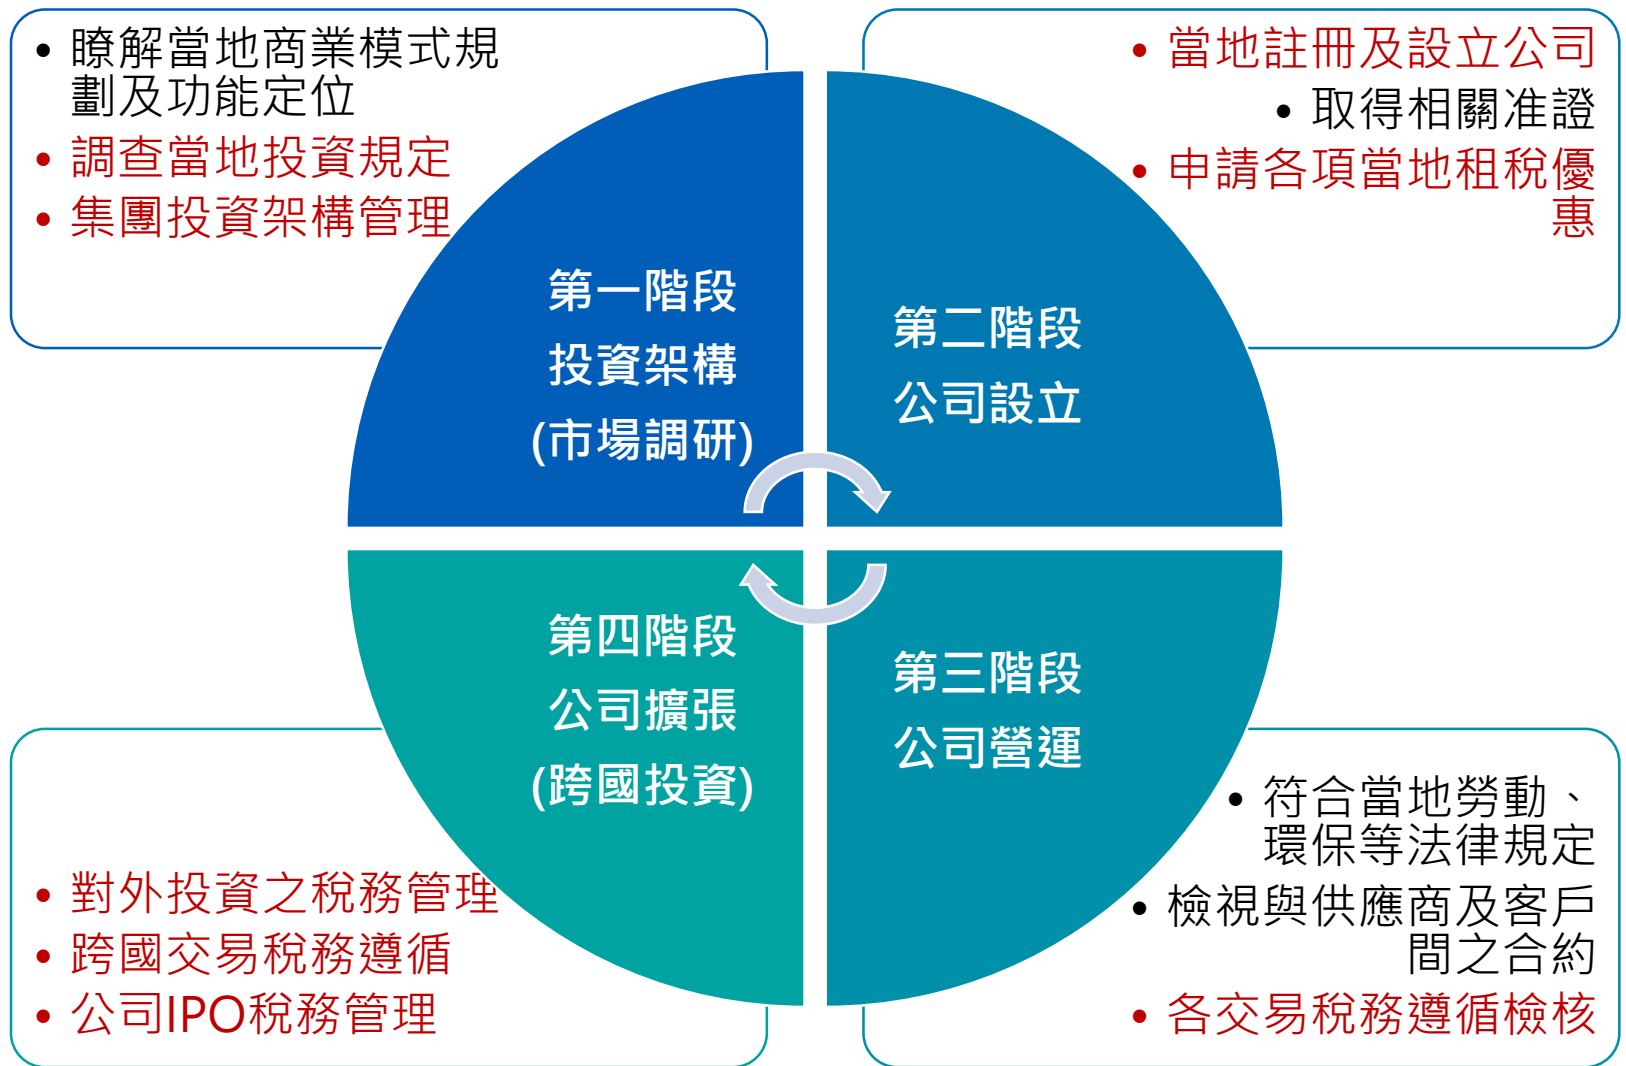 • 瞭解當地商業模式規
劃及功能定位
• 調查當地投資規定
• 集團投資架構管理
• 當地註冊及設立公司
• 取得相關准證
• 申請各項當地租稅優
惠
第一階段
投資架構
(市場調研)
第二階段
公司設立
第四階段
公司擴張
(跨國投資)
第三階段
公司營運
• 對外投資之稅務管理
• 跨國交易稅務遵循
• 公司IPO稅務管理
• 符合當地勞動、
環保等法律規定
• 檢視與供應商及客戶
間之合約
• 各交易稅務遵循檢核